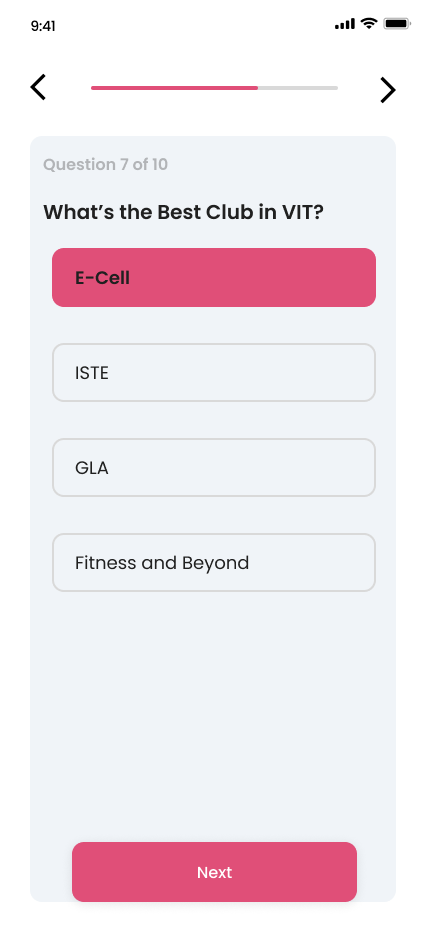 9:41
Question 7 of 10
What’s the Best Club in VIT?
E-Cell
ISTE
GLA
Fitness and Beyond
Next